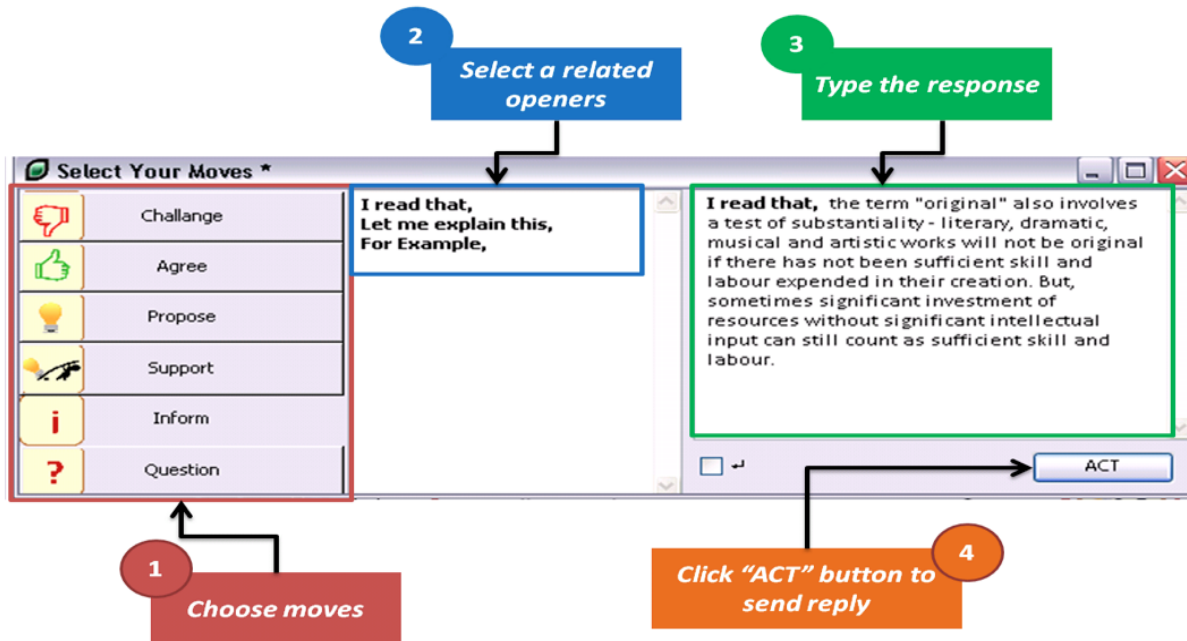 2
Select a related
openers
3
Type the response
Select Your Moves *
Challange
Agree
Propose
Support
i
Inform
?
Question
I read that,
Let me explain this,
For Example,
I read that, the term "original" also involves
a test of substantiality - literary, dramatic,
musical and artistic works will not be original
if there has not been sufficient skill and
labour expended in their creation. But,
sometimes significant investment of
resources without significant intellectual
input can still count as sufficient skill and
labour.
↵
ACT
1
Choose moves
4
Click “ACT” button to
send reply